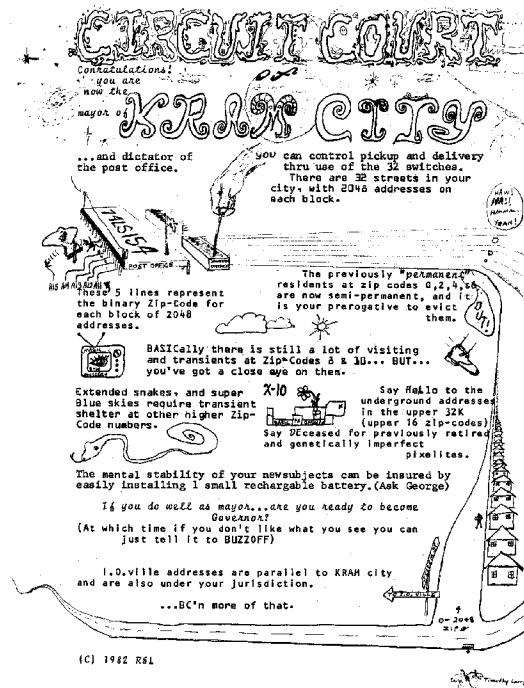 CIRCUIT COURT
Conratulations!
you are
now the
mayor of
KRAM CITY
...and dictator of
the post office.
you can control pickup and delivery
thru use of the 32 switches.
There are 32 streets in your
city, with 2048 addresses on
each block.
HAW!
74LS154
POST OFFICE
These 5 lines represent
the binary Zip-Code for
each block of 2048
addresses.
The previously "permanent"
residents at zip codes 0,2,4,&6
are now semi-permanent, and it
is your prerogative to evict
them.
OUT!
BASICally there is still a lot of visiting
and transients at Zip-Codes 8 & 10... BUT...
you've got a close eye on them.
Extended snakes, and super
Blue skies require transient
shelter at other higher Zip-
Code numbers.
X-10
Say Hello to the
underground addresses
in the upper 32K
(upper 16 zip-codes)
Say DEceased for previously retired
and genetically imperfect
pixelites.
The mental stability of your newsubjects can be insured by
easily installing 1 small rechargable battery.(Ask George)
If you do well as mayor...are you ready to become
Governor?
(At which time if you don't like what you see you can
just tell it to BUZZOFF)
I.O.ville addresses are parallel to KRAM city
and are also under your jurisdiction.
I.O.VILLE
...BC'n more of that.
0-2048
ZIP 0
(C) 1982 RSL
Timothy